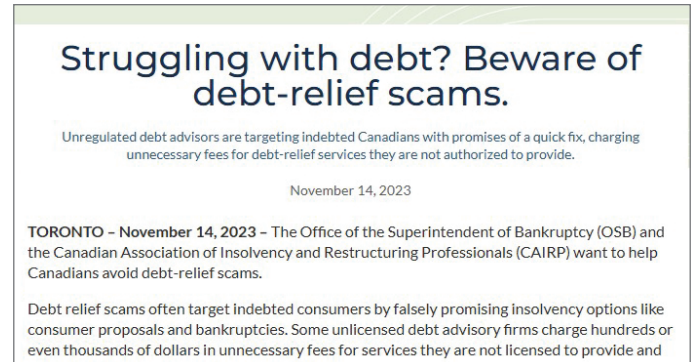 Struggling with debt? Beware of
debt-relief scams.
Unregulated debt advisors are targeting indebted Canadians with promises of a quick fix, charging
unnecessary fees for debt-relief services they are not authorized to provide.
November 14, 2023
TORONTO – November 14, 2023 – The Office of the Superintendent of Bankruptcy (OSB) and
the Canadian Association of Insolvency and Restructuring Professionals (CAIRP) want to help
Canadians avoid debt-relief scams.
Debt relief scams often target indebted consumers by falsely promising insolvency options like
consumer proposals and bankruptcies. Some unlicensed debt advisory firms charge hundreds or
even thousands of dollars in unnecessary fees for services they are not licensed to provide and